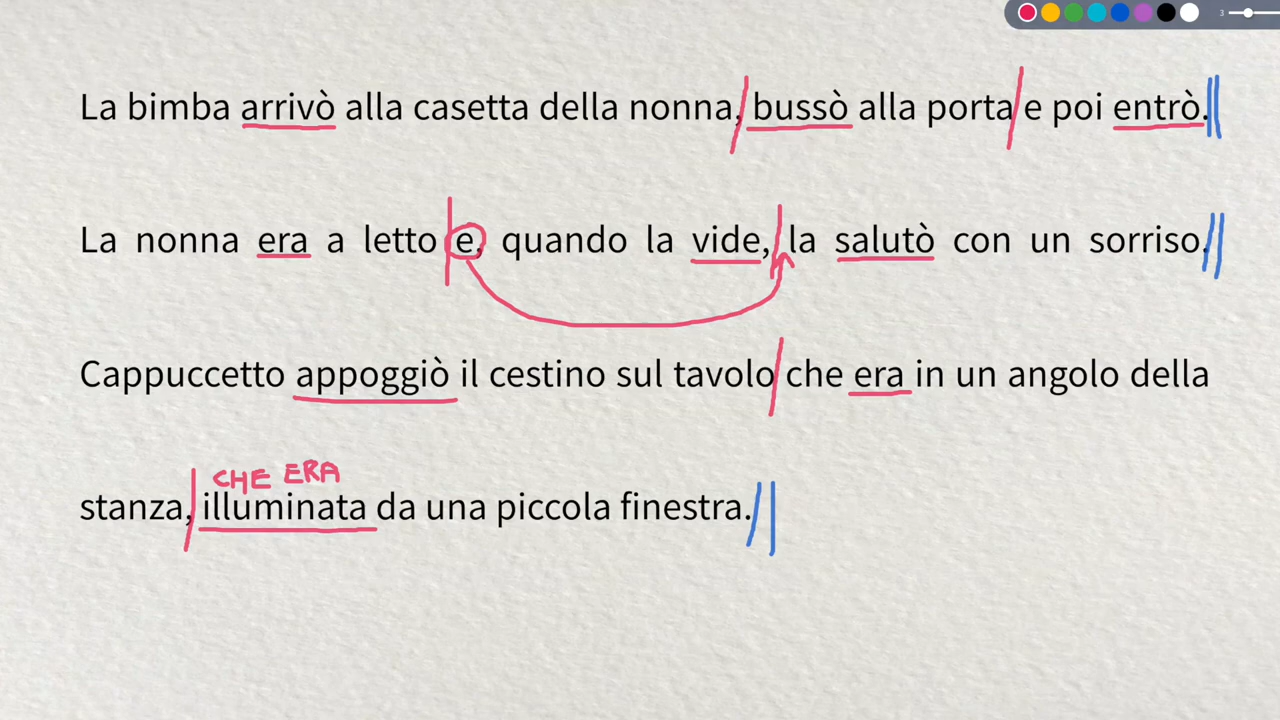 3
La bimba arrivò alla casetta della nonna, bussò alla porta e poi entrò.
La nonna era a letto e, quando la vide, la salutò con un sorriso.
Cappuccetto appoggiò il cestino sul tavolo che era in un angolo della
CHE ERA
stanza, illuminata da una piccola finestra.